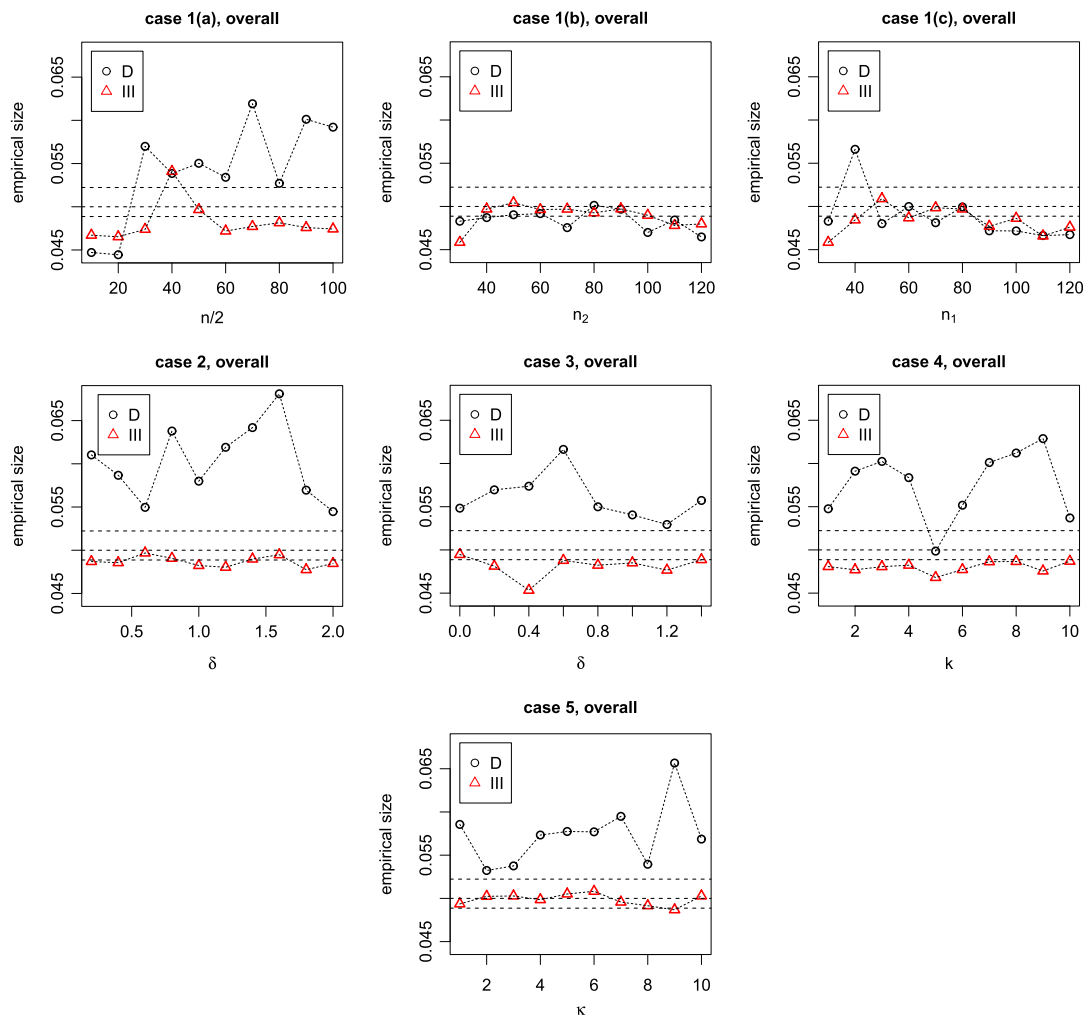 case 1(a), overall
empirical size
0.065
0.055
0.045
D
III
20 40 60 80 100
n/2
case 1(b), overall
empirical size
0.065
0.055
0.045
D
III
40 60 80 100 120
n₂
case 1(c), overall
empirical size
0.065
0.055
0.045
D
III
40 60 80 100 120
n₁
case 2, overall
empirical size
0.065
0.055
0.045
D
III
0.5 1.0 1.5 2.0
δ
case 3, overall
empirical size
0.065
0.055
0.045
D
III
0.0 0.4 0.8 1.2
δ
case 4, overall
empirical size
0.065
0.055
0.045
D
III
2 4 6 8 10
k
case 5, overall
empirical size
0.065
0.055
0.045
D
III
2 4 6 8 10
κ